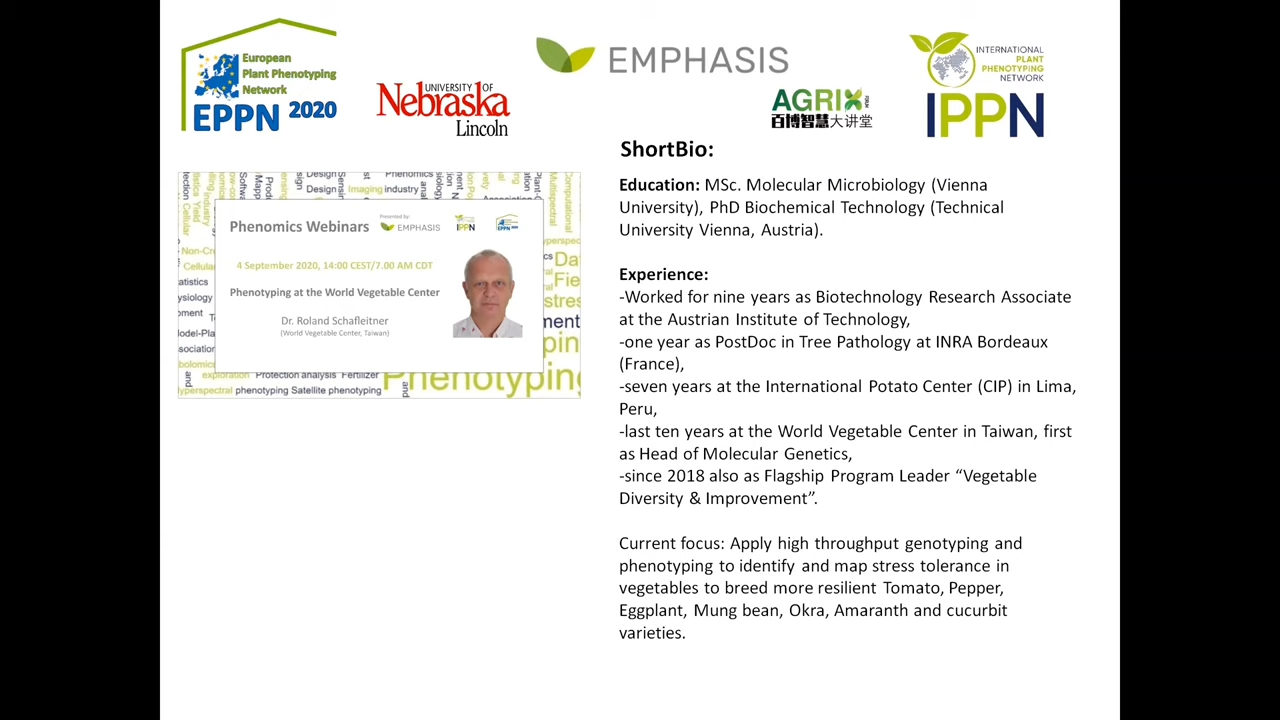 European
Plant Phenotyping
Network
EPPN 2020
UNIVERSITY OF
Nebraska
Lincoln
EMPHASIS
AGRIX
百博智慧大讲堂
INTERNATIONAL
PLANT
PHENOTYPING
NETWORK
IPPN
Phenomics Webinars
Presented by:
EMPHASIS
IPPN
4 September 2020, 14:00 CEST/7.00 AM CDT
Phenotyping at the World Vegetable Center
Dr. Roland Schafleitner
(World Vegetable Center, Taiwan)
Design
Imaging industry
exploration Protection analysis Fertilizer
phenotyping Satellite phenotyping
and
and
ShortBio:
Education: MSc. Molecular Microbiology (Vienna
University), PhD Biochemical Technology (Technical
University Vienna, Austria).
Experience:
-Worked for nine years as Biotechnology Research Associate
at the Austrian Institute of Technology,
-one year as PostDoc in Tree Pathology at INRA Bordeaux
(France),
-seven years at the International Potato Center (CIP) in Lima,
Peru,
-last ten years at the World Vegetable Center in Taiwan, first
as Head of Molecular Genetics,
-since 2018 also as Flagship Program Leader “Vegetable
Diversity & Improvement”.
Current focus: Apply high throughput genotyping and
phenotyping to identify and map stress tolerance in
vegetables to breed more resilient Tomato, Pepper,
Eggplant, Mung bean, Okra, Amaranth and cucurbit
varieties.